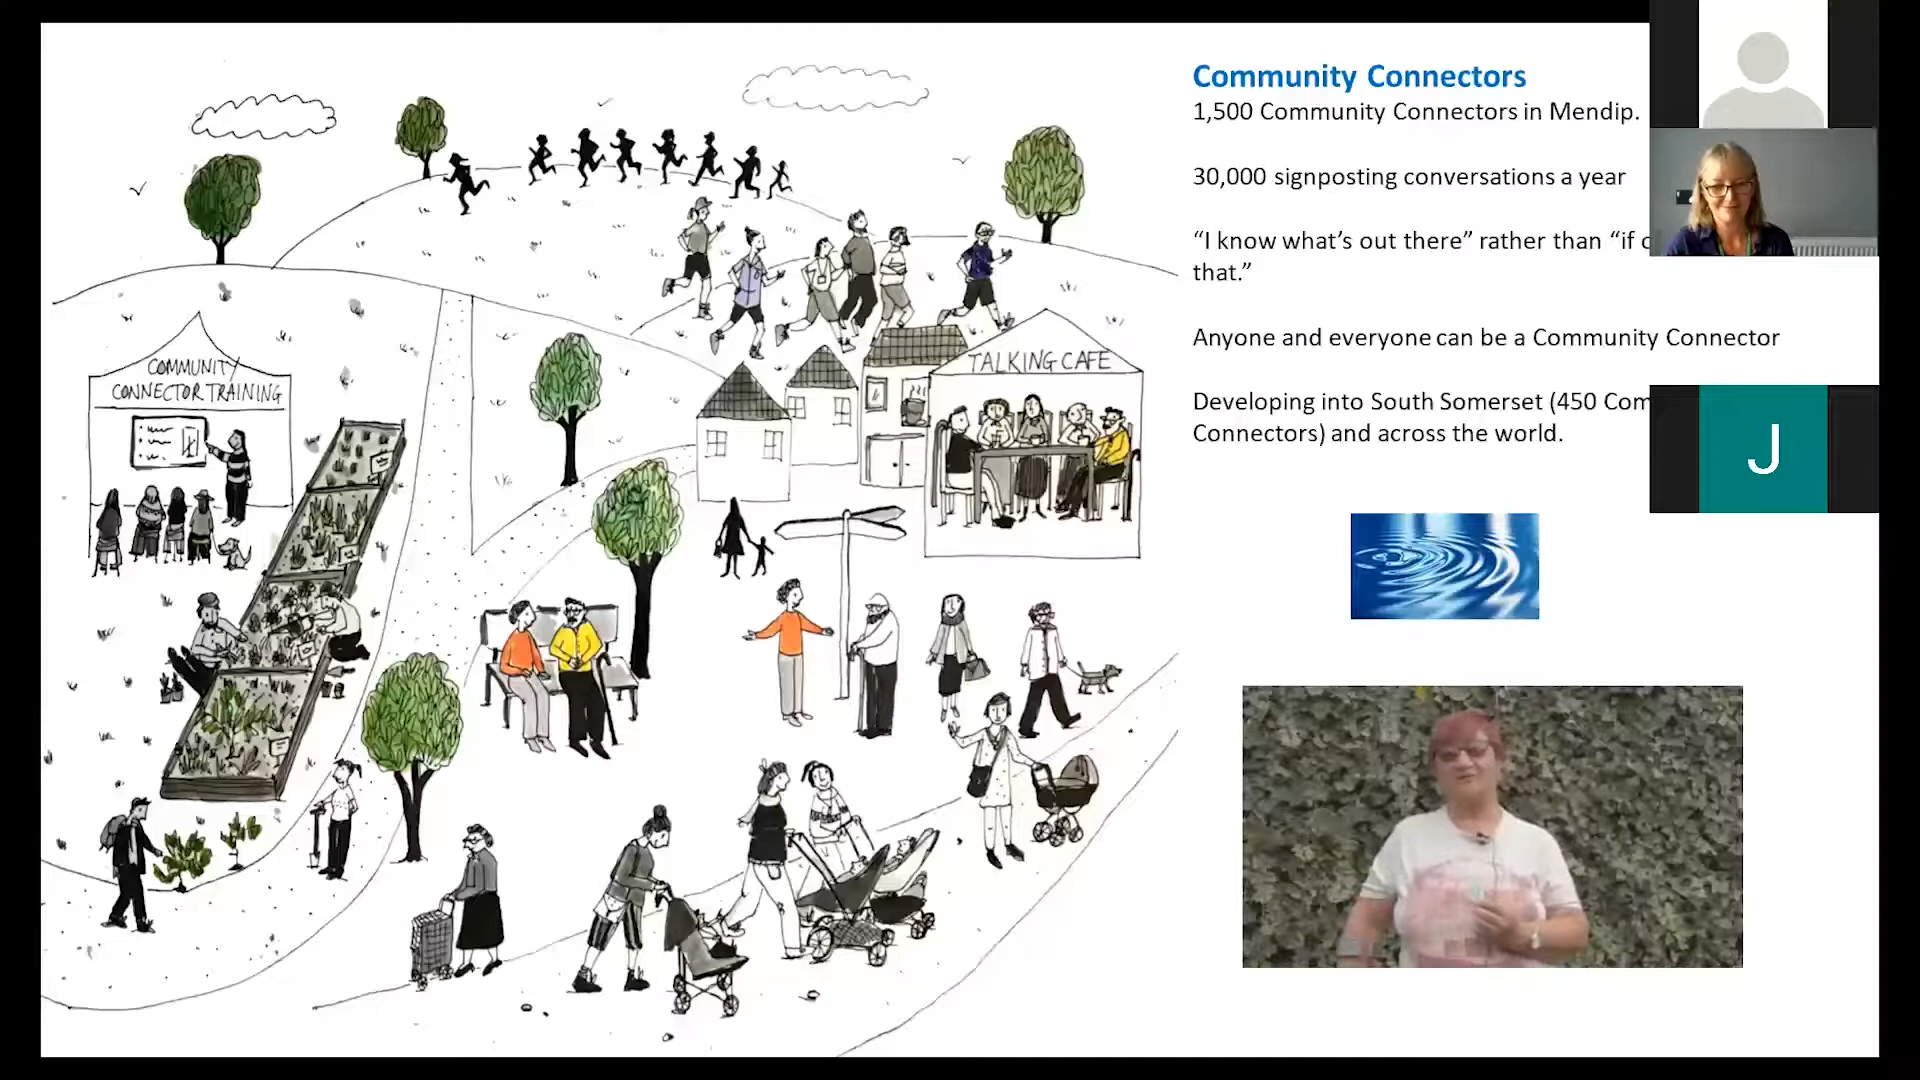 Community Connectors
1,500 Community Connectors in Mendip.
30,000 signposting conversations a year
“I know what’s out there” rather than “if
that.”
Anyone and everyone can be a Community Connector
Developing into South Somerset (450
Connectors) and across the world.
COMMUNITY
CONNECTOR TRAINING
TALKING CAFE
J